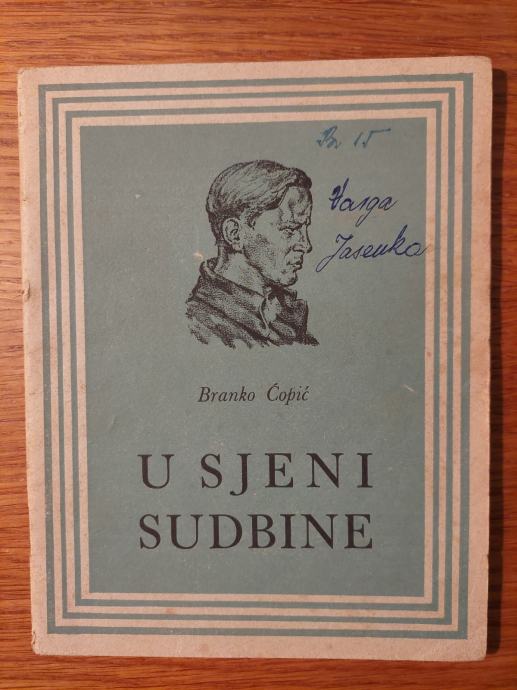 Br 15
Varga
Jasenka
Branko Ćopić
U SJENI
SUDBINE